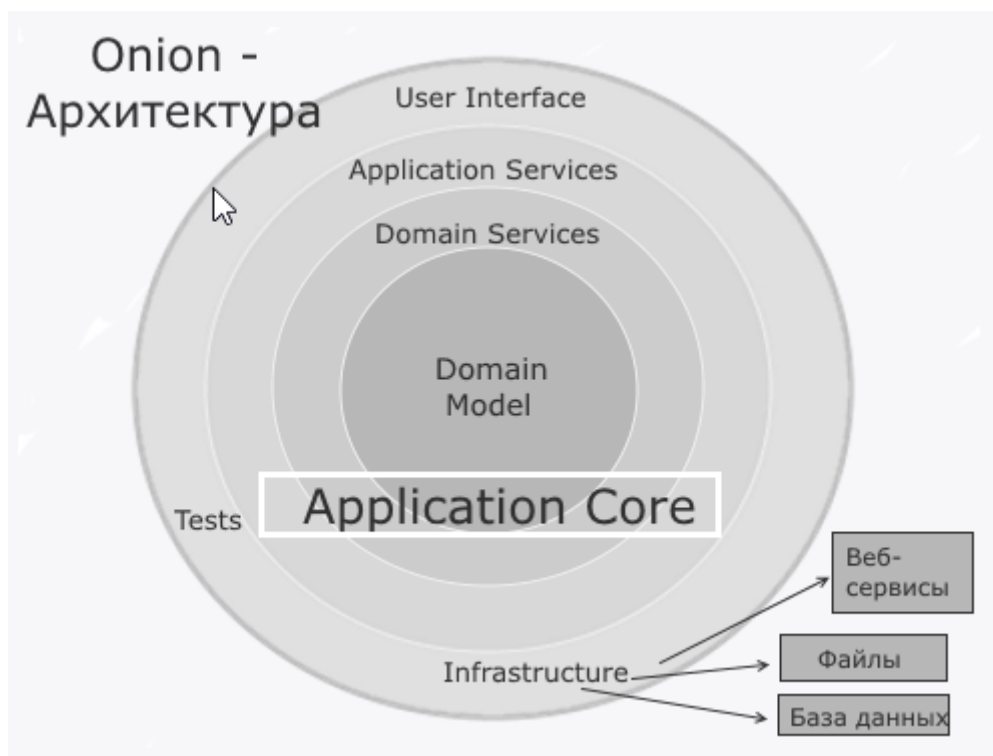 Onion -
Архитектура
User Interface
Application Services
Domain Services
Domain
Model
Application Core
Tests
Infrastructure
Веб-
сервисы
Файлы
База данных